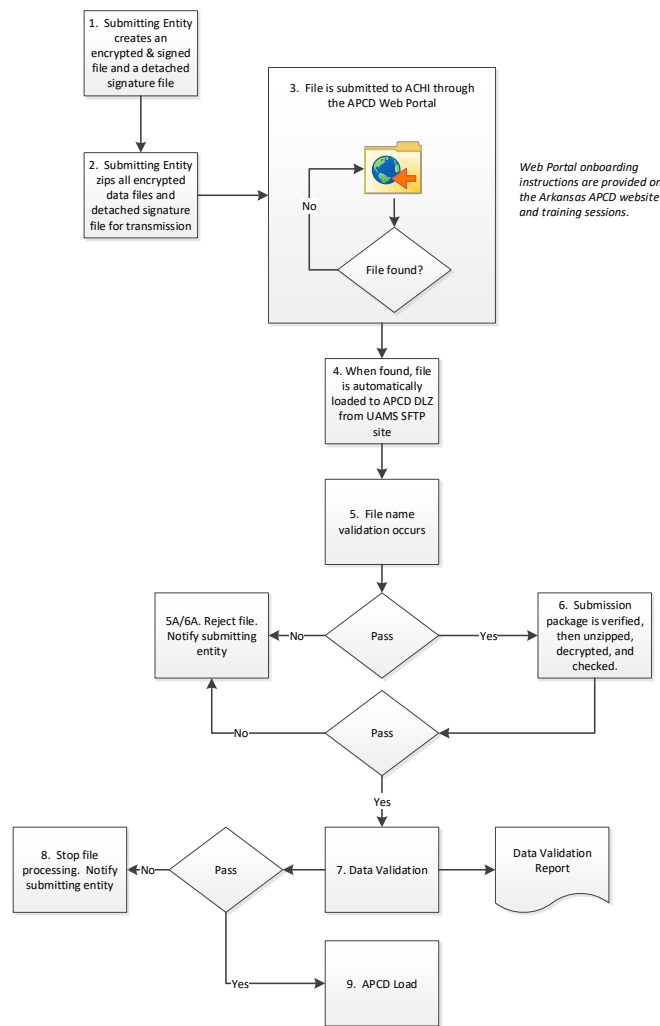 1. Submitting Entity
creates an
encrypted & signed
file and a detached
signature file
3. File is submitted to ACHI through
the APCD Web Portal
2. Submitting Entity
zips all encrypted
data files and
detached signature
file for transmission
Web Portal onboarding
instructions are provided on
the Arkansas APCD website
and training sessions.
No
File found?
4. When found, file
is automatically
loaded to APCD DLZ
from UAMS SFTP
site
5. File name
validation occurs
5A/6A. Reject file.
Notify submitting
entity
No
Pass
Yes
6. Submission
package is verified,
then unzipped,
decrypted, and
checked.
No
Pass
Yes
8. Stop file
processing. Notify
submitting entity
No
Pass
7. Data Validation
Data Validation
Report
Yes
9. APCD Load